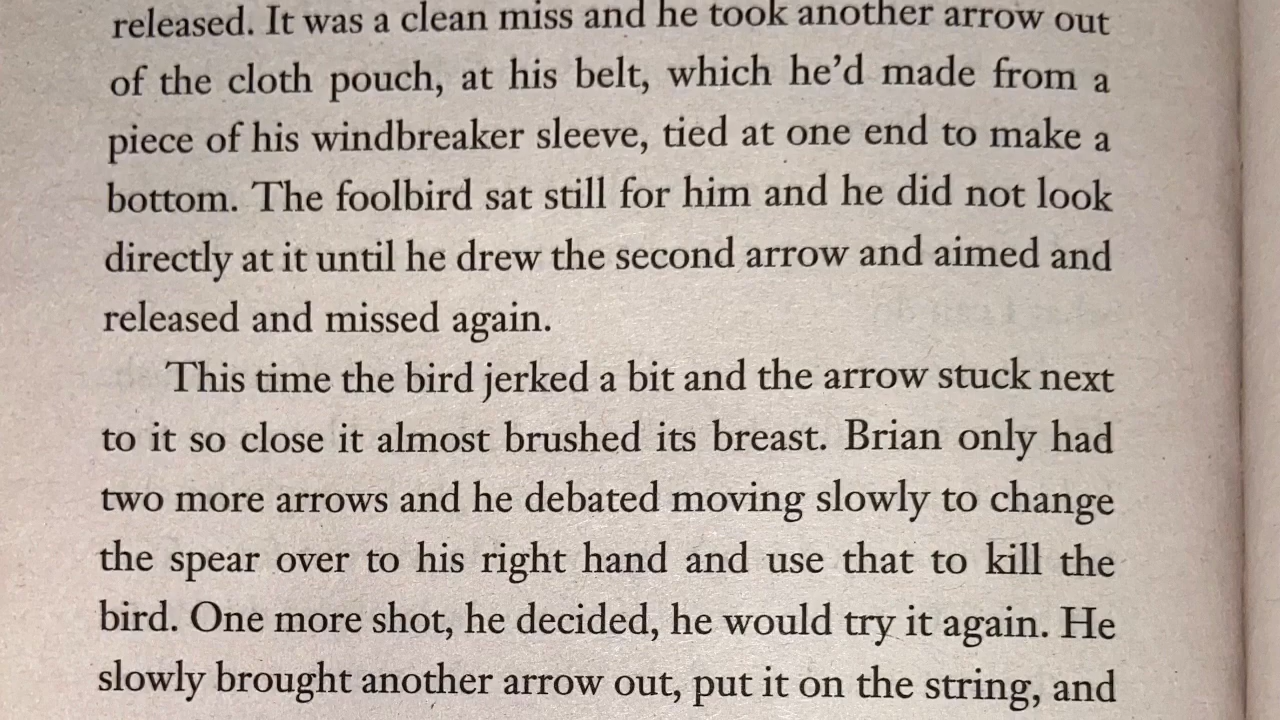 released. It was a clean miss and he took another arrow out
of the cloth pouch, at his belt, which he’d made from a
piece of his windbreaker sleeve, tied at one end to make a
bottom. The foolbird sat still for him and he did not look
directly at it until he drew the second arrow and aimed and
released and missed again.
This time the bird jerked a bit and the arrow stuck next
to it so close it almost brushed its breast. Brian only had
two more arrows and he debated moving slowly to change
the spear over to his right hand and use that to kill the
bird. One more shot, he decided, he would try it again. He
slowly brought another arrow out, put it on the string, and